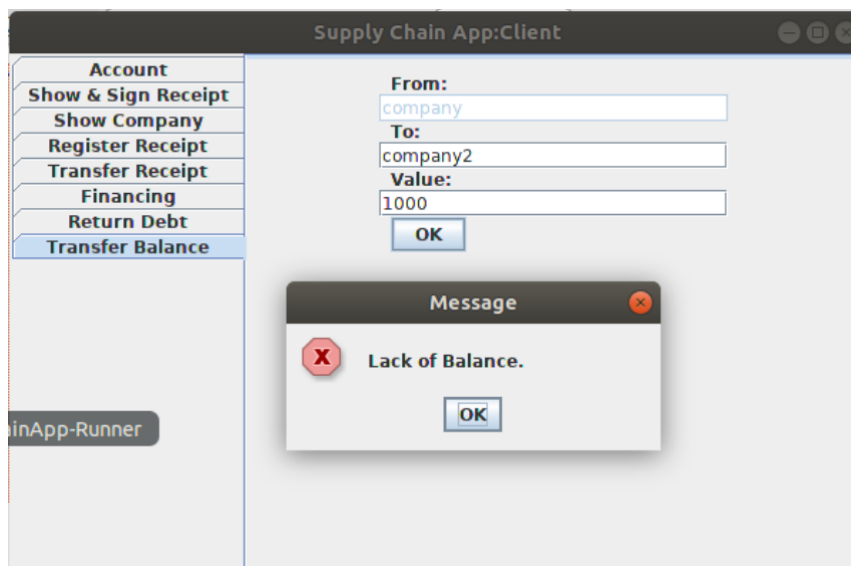 Supply Chain App:Client
Account
Show & Sign Receipt
Show Company
Register Receipt
Transfer Receipt
Financing
Return Debt
Transfer Balance
From:
company
To:
company2
Value:
1000
OK
Message
X
Lack of Balance.
OK
inApp-Runner